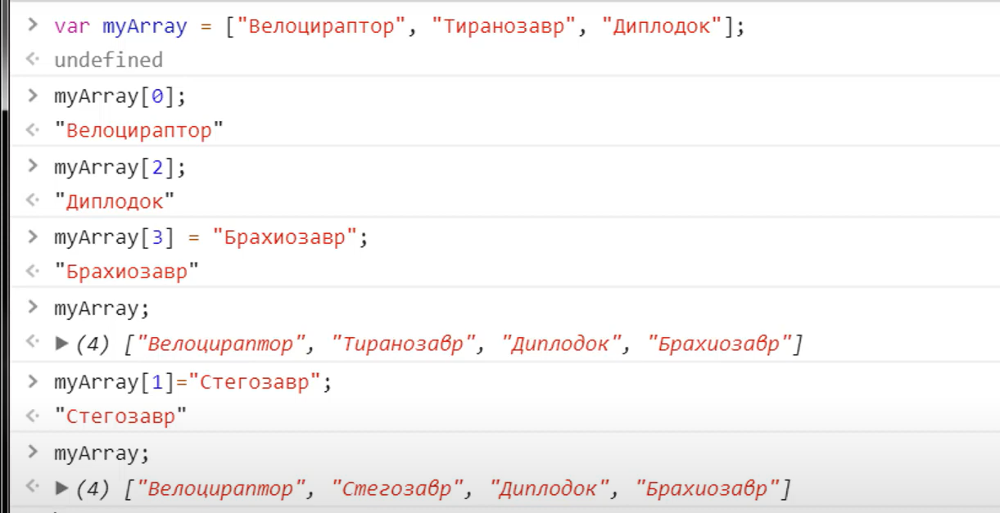 > var myArray = ["Велоцираптор", "Тиранозавр", "Диплодок"];
undefined
> myArray[0];
"Велоцираптор"
> myArray[2];
"Диплодок"
> myArray[3] = "Брахиозавр";
"Брахиозавр"
> myArray;
(4) ["Велоцираптор", "Тиранозавр", "Диплодок", "Брахиозавр"]
> myArray[1]="Стегозавр";
"Стегозавр"
> myArray;
(4) ["Велоцираптор", "Стегозавр", "Диплодок", "Брахиозавр"]